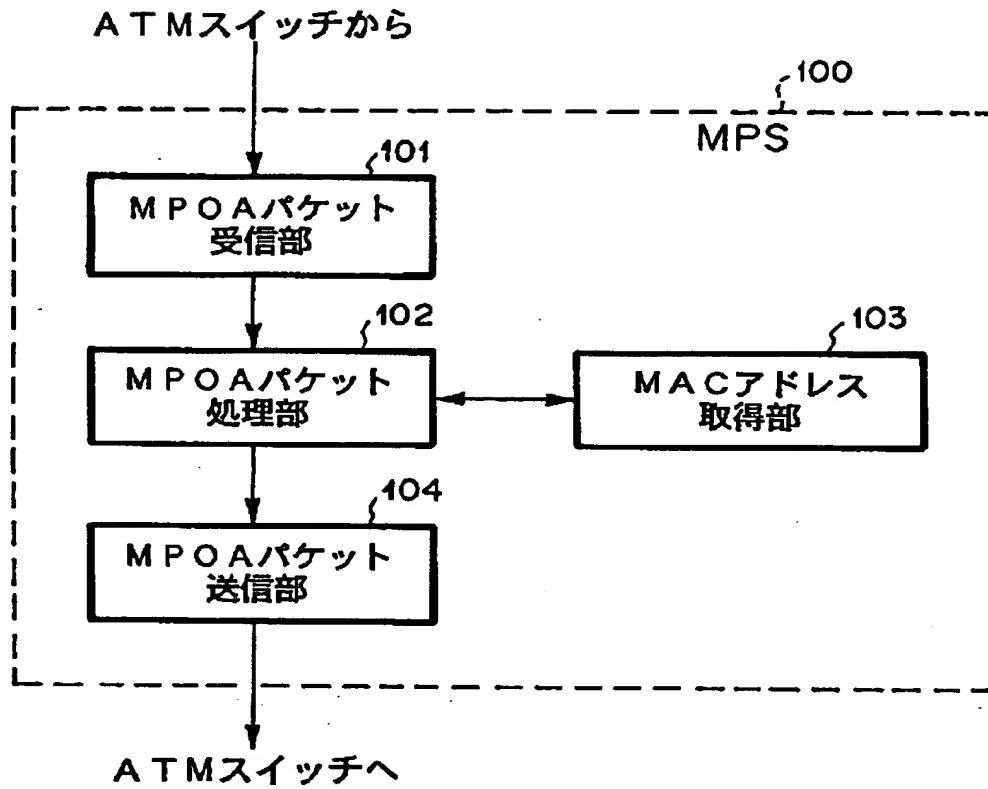 ATMスイッチから
100
MPS
101
MPOAパケット
受信部
102
MPOAパケット
処理部
103
MACアドレス
取得部
104
MPOAパケット
送信部
ATMスイッチへ